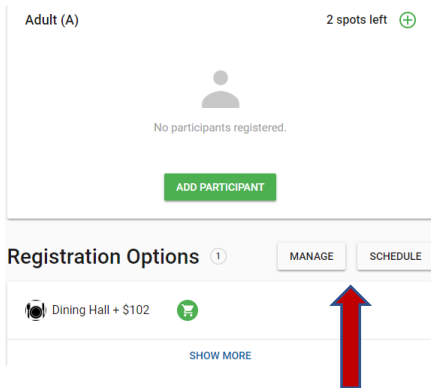 Adult (A) 2 spots left
No participants registered.
ADD PARTICIPANT
Registration Options 1 MANAGE SCHEDULE
Dining Hall + $102
SHOW MORE